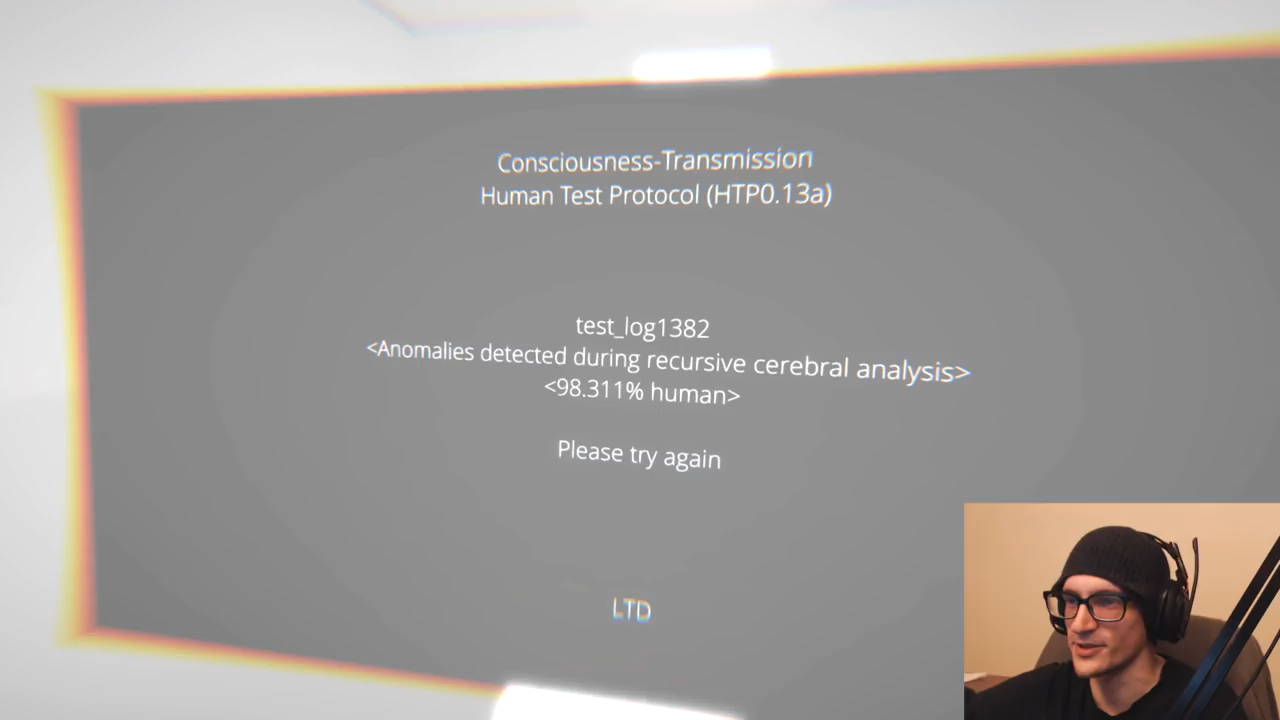 Consciousness-Transmission
Human Test Protocol (HTP0.13a)
test_log1382
<Anomalies detected during recursive cerebral analysis>
<98.311% human>
Please try again
LTD